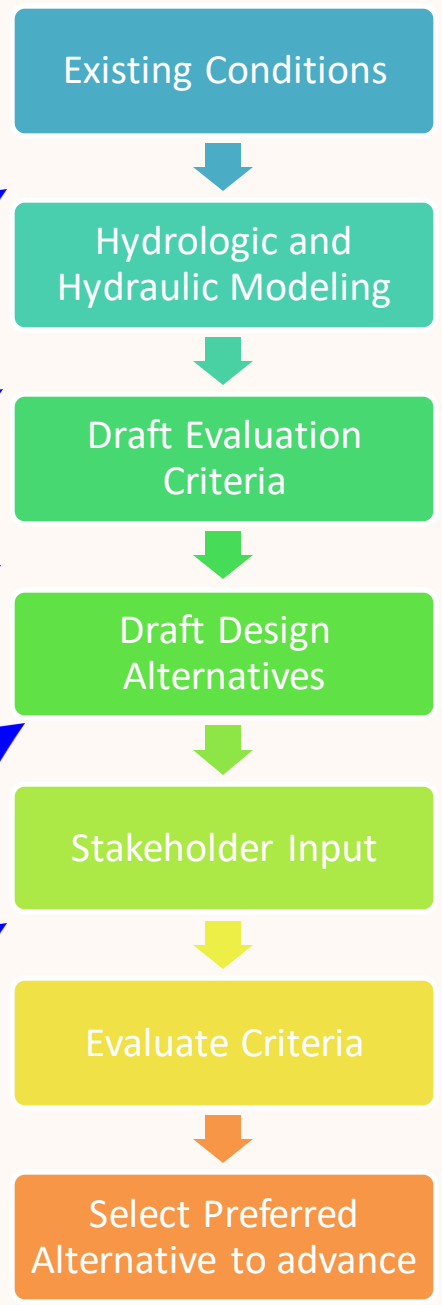 Existing Conditions
Hydrologic and
Hydraulic Modeling
Draft Evaluation
Criteria
Draft Design
Alternatives
Stakeholder Input
Evaluate Criteria
Select Preferred
Alternative to advance